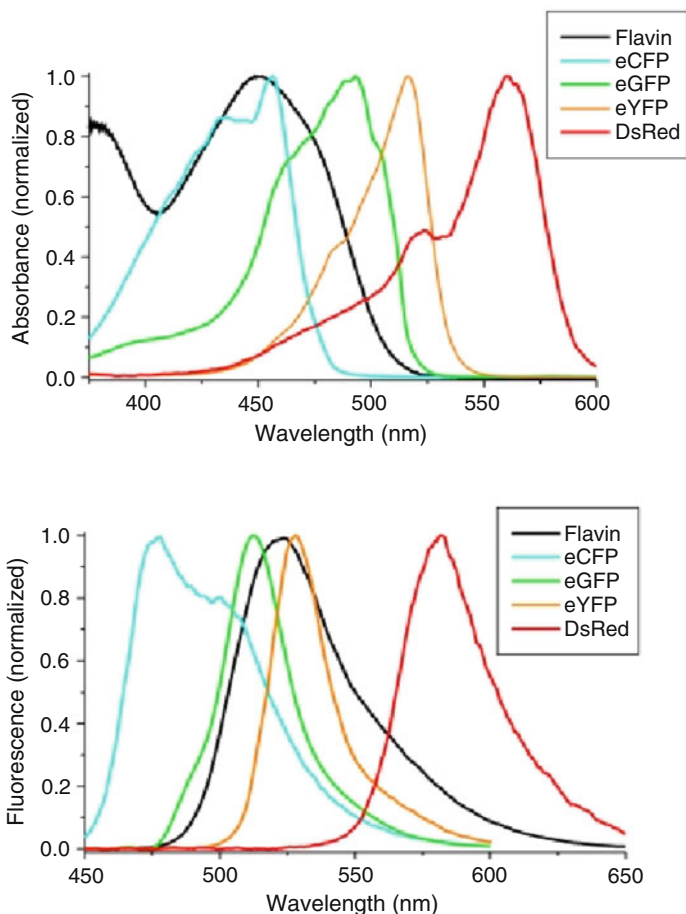 Flavin
eCFP
eGFP
eYFP
DsRed
Absorbance (normalized)
1.0
0.8
0.6
0.4
0.2
0.0
400 450 500 550 600
Wavelength (nm)
Flavin
eCFP
eGFP
eYFP
DsRed
Fluorescence (normalized)
1.0
0.8
0.6
0.4
0.2
0.0
450 500 550 600 650
Wavelength (nm)